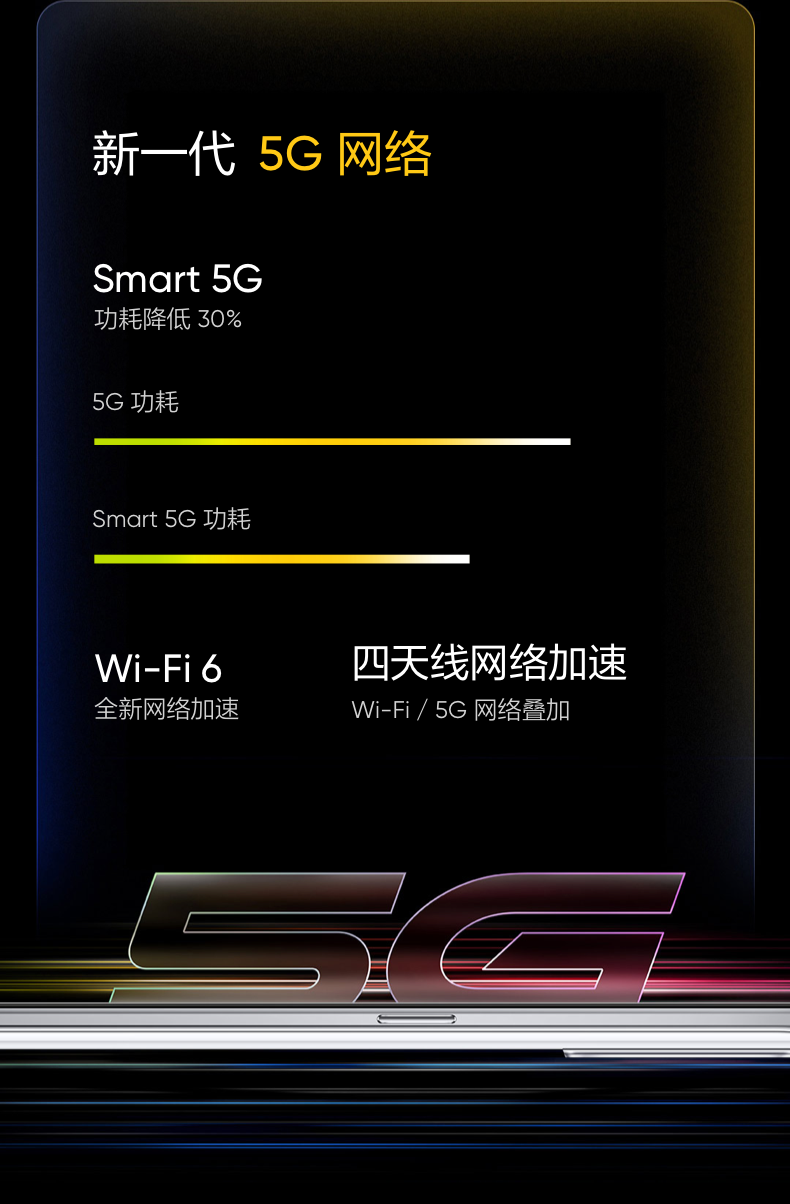 新一代 5G 网络
Smart 5G
功耗降低 30%
5G 功耗
Smart 5G 功耗
Wi-Fi 6
全新网络加速
四天线网络加速
Wi-Fi / 5G 网络叠加
5G